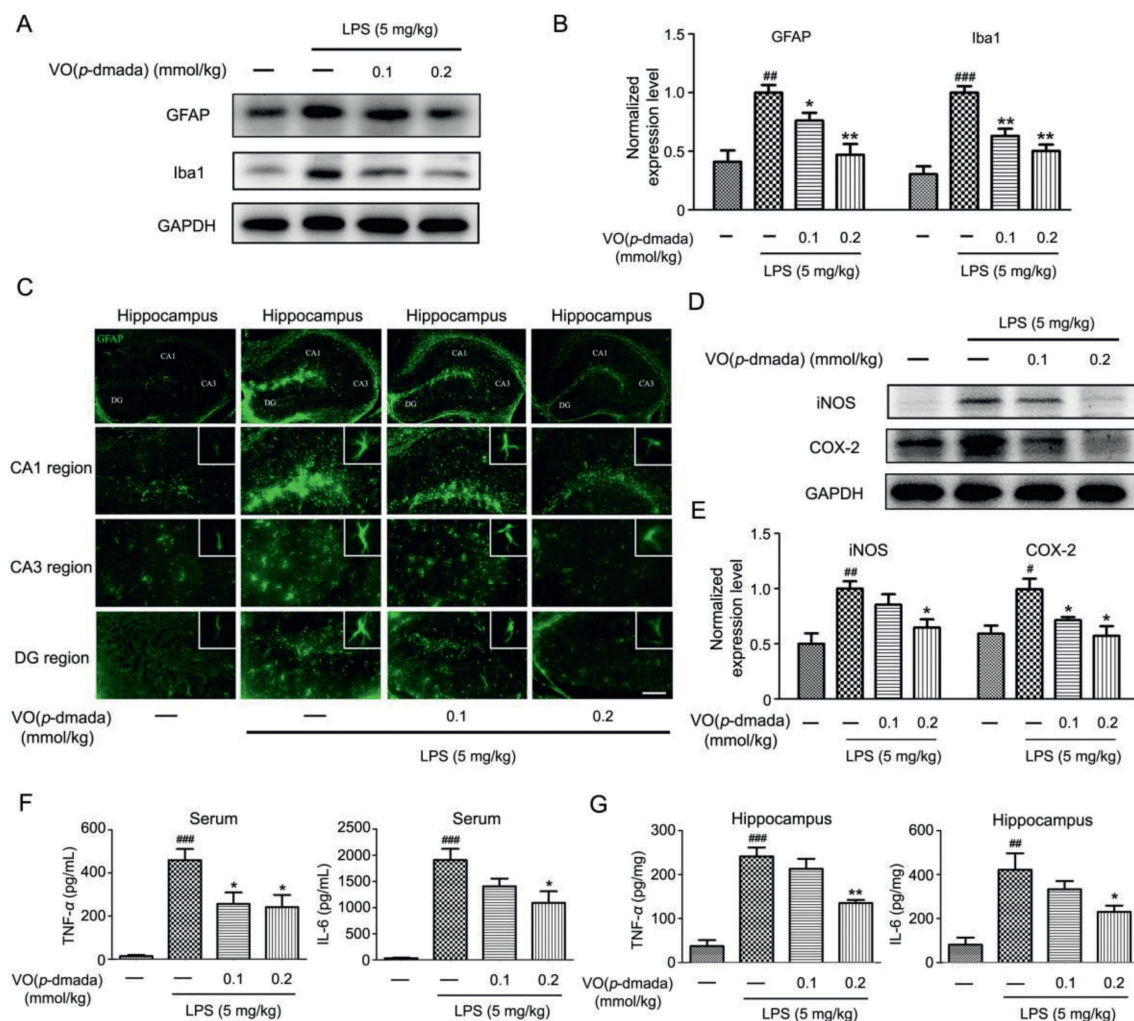 A
LPS (5 mg/kg)
VO(p-dmada) (mmol/kg) — — 0.1 0.2
GFAP
Iba1
GAPDH
B
GFAP Iba1
Normalized
expression level
1.5
1.0
0.5
0
## * ** ### ** **
VO(p-dmada)
(mmol/kg)
— — 0.1 0.2 — — 0.1 0.2
LPS (5 mg/kg) LPS (5 mg/kg)
C
Hippocampus Hippocampus Hippocampus Hippocampus
GFAP
CA1 CA1 CA1 CA1
CA3 CA3 CA3 CA3
DG DG DG DG
CA1 region
CA3 region
DG region
VO(p-dmada)
(mmol/kg)
— — 0.1 0.2
LPS (5 mg/kg)
D
LPS (5 mg/kg)
VO(p-dmada) (mmol/kg) — — 0.1 0.2
iNOS
COX-2
GAPDH
E
iNOS COX-2
Normalized
expression level
1.5
1.0
0.5
0
## * # * *
VO(p-dmada)
(mmol/kg)
— — 0.1 0.2 — — 0.1 0.2
LPS (5 mg/kg) LPS (5 mg/kg)
F
Serum
TNF-α (pg/mL)
600
400
200
0
### * *
VO(p-dmada)
(mmol/kg)
— — 0.1 0.2
LPS (5 mg/kg)
Serum
IL-6 (pg/mL)
2500
2000
1500
1000
500
0
### *
— — 0.1 0.2
LPS (5 mg/kg)
G
Hippocampus
TNF-α (pg/mg)
300
200
100
0
### **
VO(p-dmada)
(mmol/kg)
— — 0.1 0.2
LPS (5 mg/kg)
Hippocampus
IL-6 (pg/mg)
600
400
200
0
## *
— — 0.1 0.2
LPS (5 mg/kg)